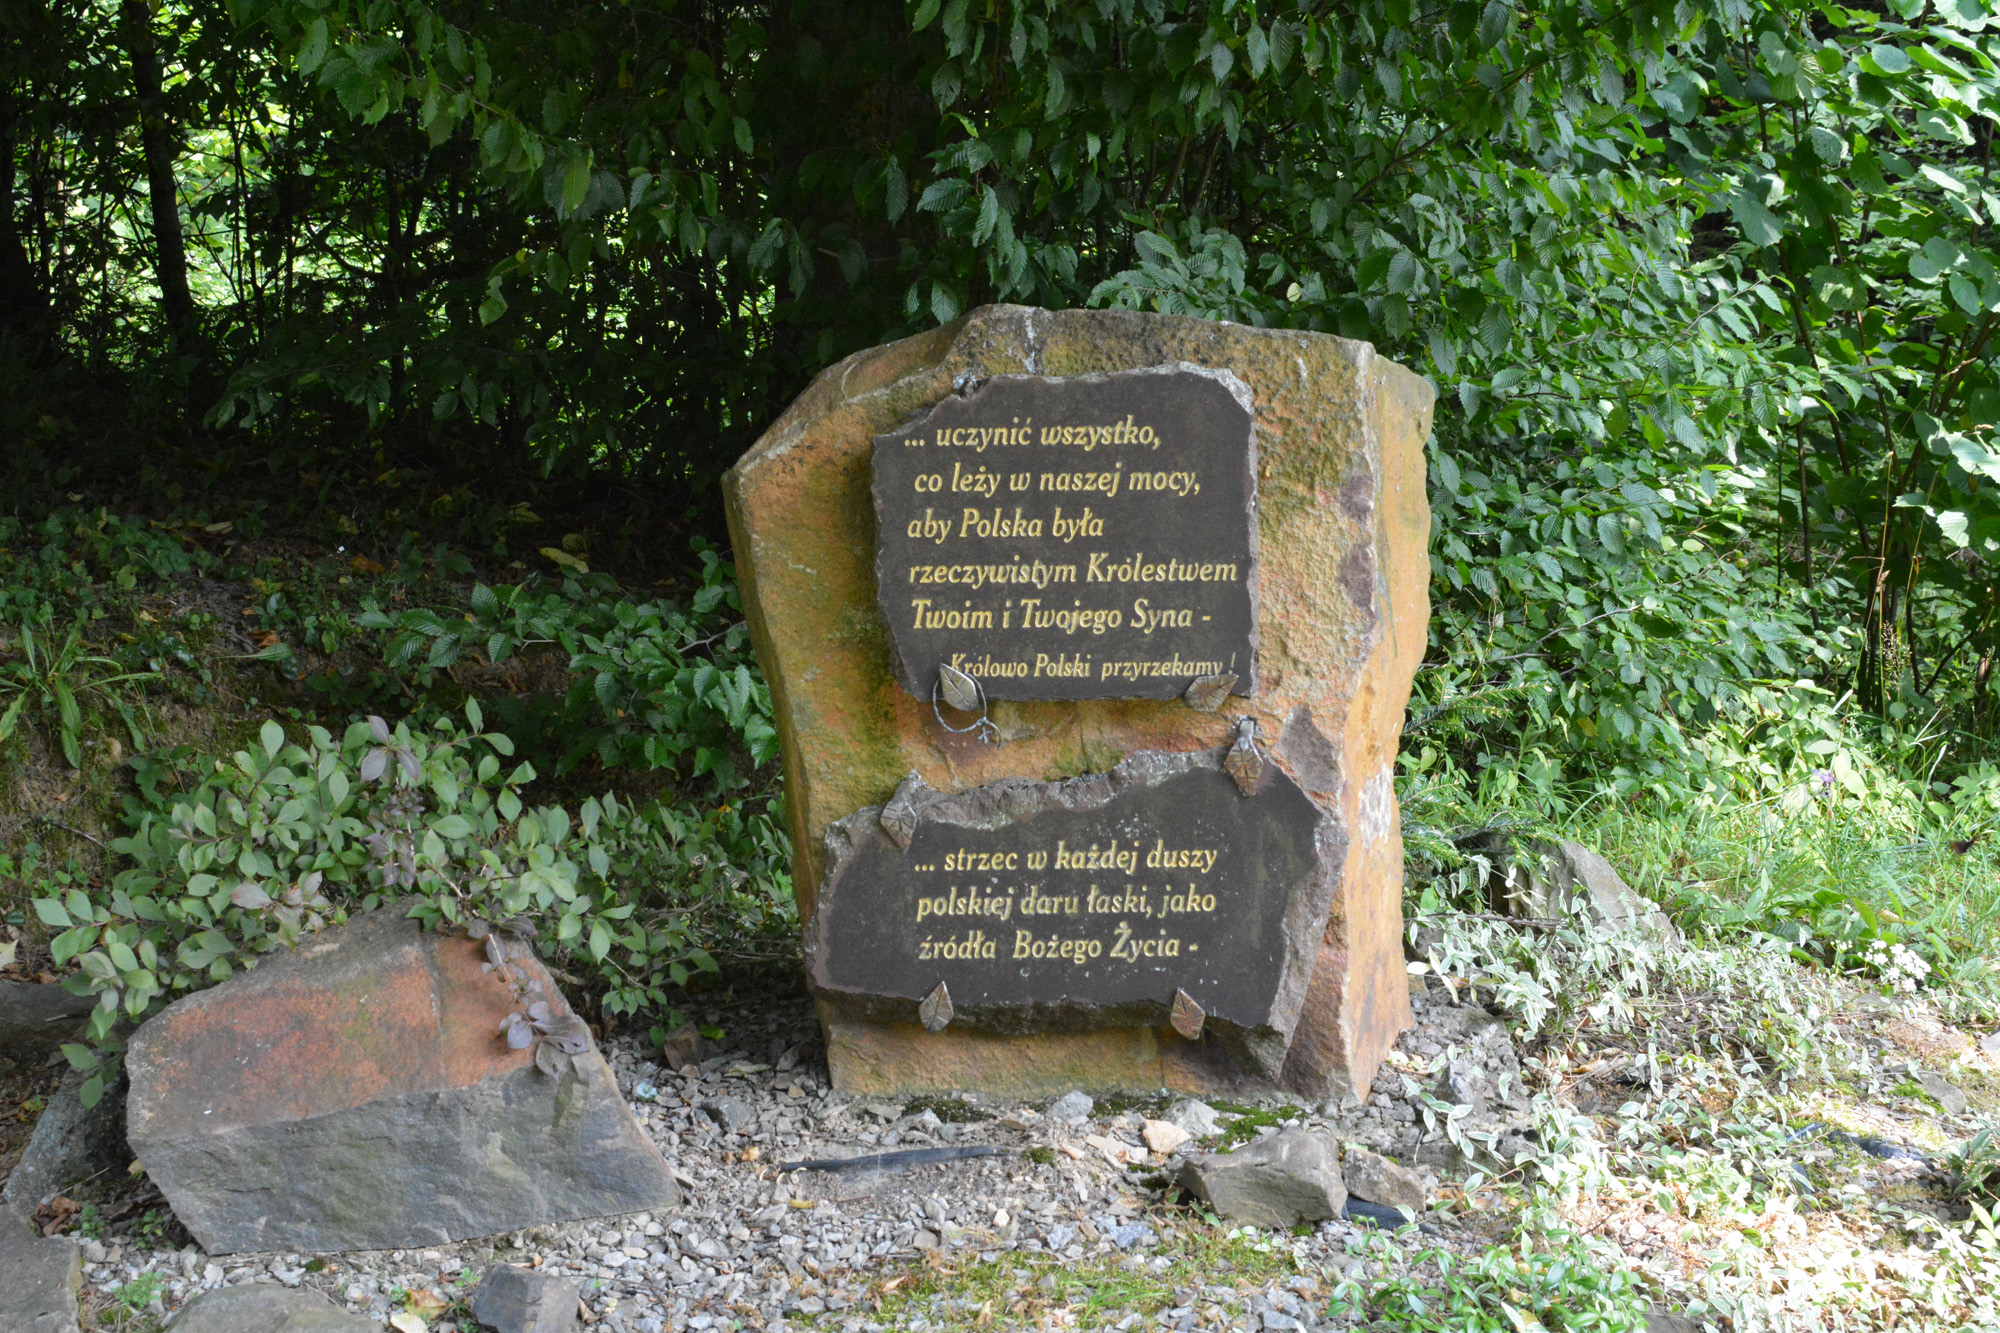 ... uczynić wszystko,
co leży w naszej mocy,
aby Polska była
rzeczywistym Królestwem
Twoim i Twojego Syna -
Królowo Polski przyrzekamy!
... strzec w każdej duszy
polskiej daru łaski, jako
źródła Bożego Życia -